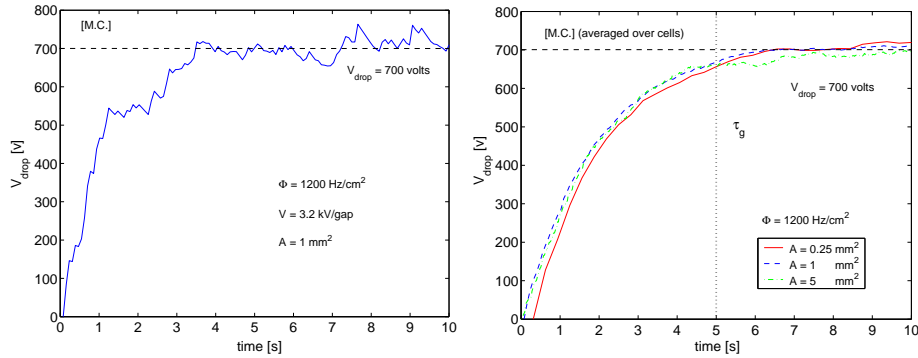 [M.C.]
V_drop = 700 volts
Φ = 1200 Hz/cm²
V = 3.2 kV/gap
A = 1 mm²
V_drop [v]
800
700
600
500
400
300
200
100
0
0 1 2 3 4 5 6 7 8 9 10
time [s]
[M.C.] (averaged over cells)
V_drop = 700 volts
τ_g
Φ = 1200 Hz/cm²
A = 0.25 mm²
A = 1 mm²
A = 5 mm²
V_drop [v]
800
700
600
500
400
300
200
100
0
0 1 2 3 4 5 6 7 8 9 10
time [s]